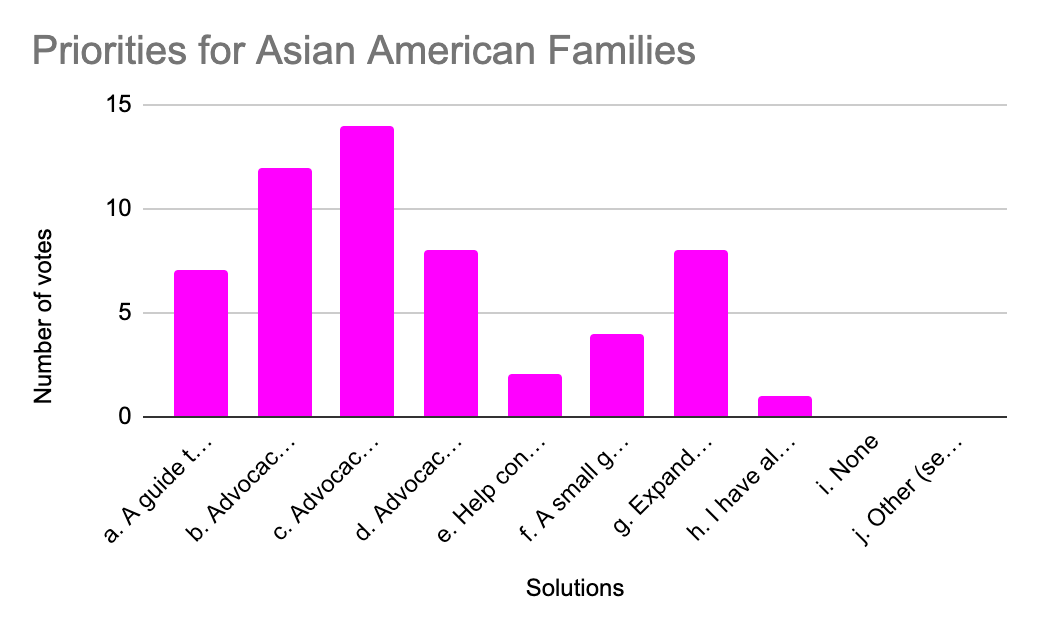 Priorities for Asian American Families
15
10
5
0
Number of votes
a. A guide t…
b. Advocac…
c. Advocac…
d. Advocac…
e. Help con…
f. A small g…
g. Expand…
h. I have al…
i. None
j. Other (se…
Solutions